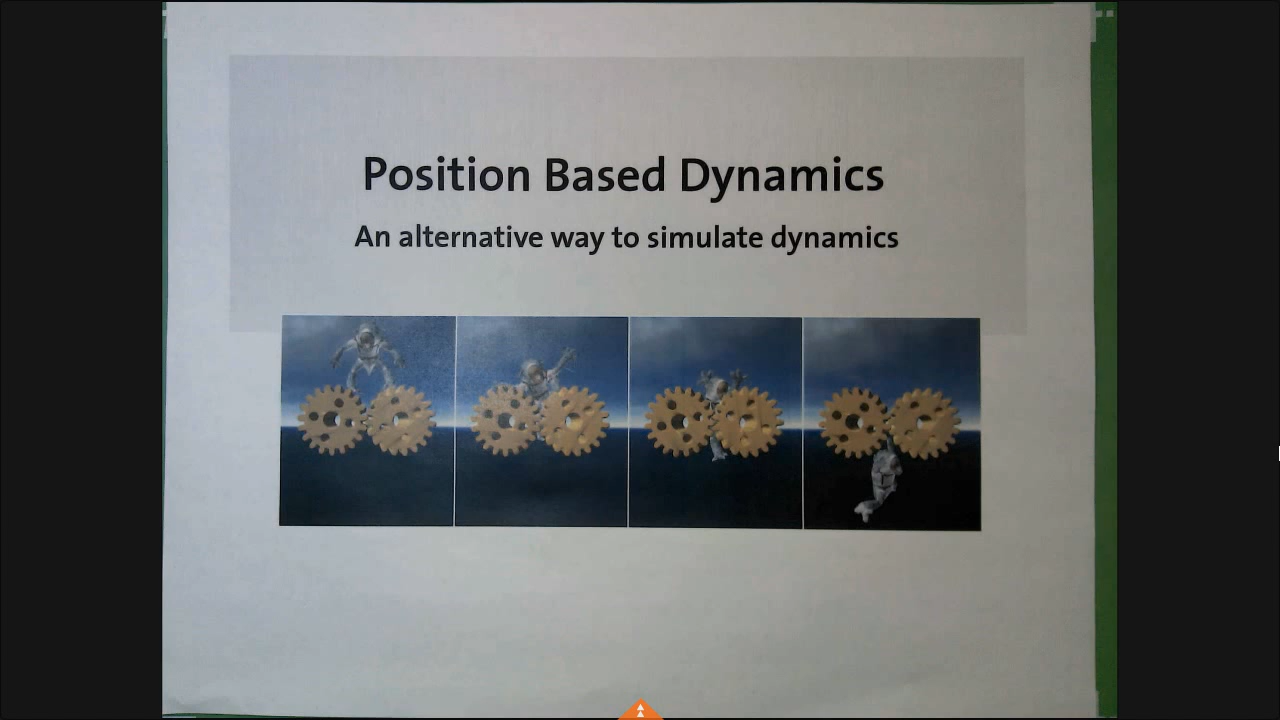 Position Based Dynamics
An alternative way to simulate dynamics